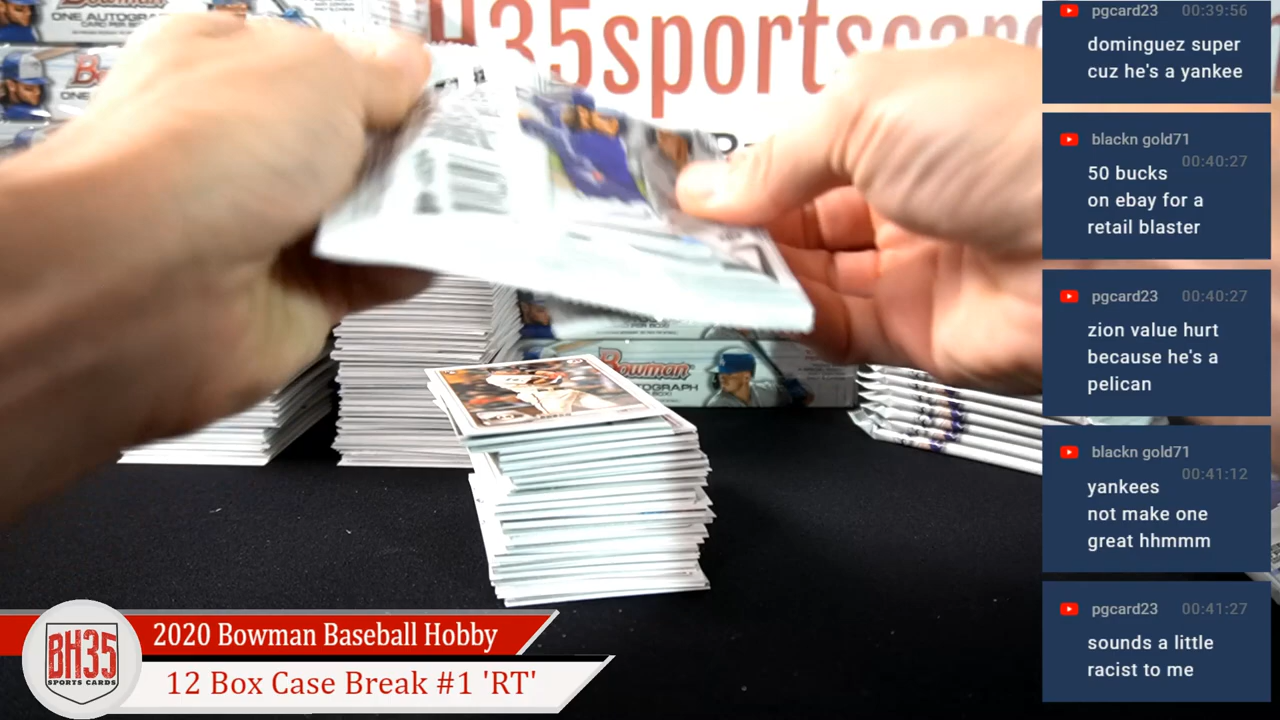 Bowman
ONE AUTOGRAPH
BH35sportscar
Bowman
TOGRAPH
2020 Bowman Baseball Hobby
12 Box Case Break #1 'RT'
BH35
SPORTS CARDS
pgcard23 00:39:56
dominguez super
cuz he's a yankee
blackn gold71
00:40:27
50 bucks
on ebay for a
retail blaster
pgcard23 00:40:27
zion value hurt
because he's a
pelican
blackn gold71
00:41:12
yankees
not make one
great hhmmm
pgcard23 00:41:27
sounds a little
racist to me